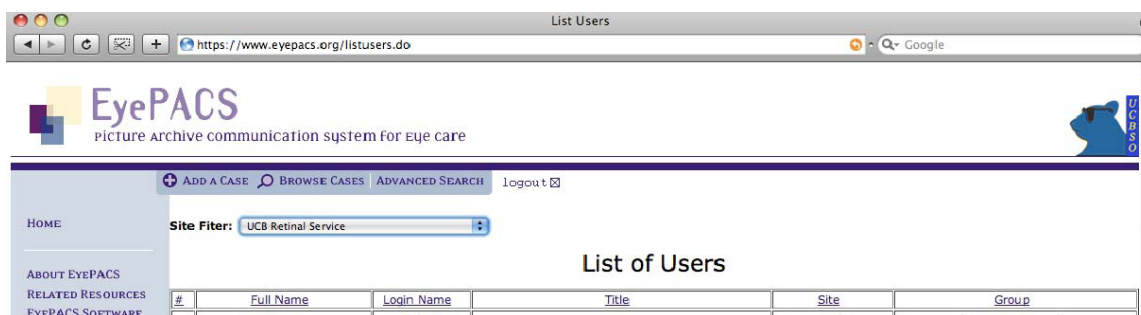 List Users
https://www.eyepacs.org/listusers.do
Google
EyePACS
Picture Archive communication system for Eye care
UCBSO
ADD A CASE BROWSE CASES ADVANCED SEARCH logout
HOME
Site Fiter: UCB Retinal Service
List of Users
ABOUT EYEPACS
RELATED RESOURCES
EYEPACS SOFTWARE
# Full Name Login Name Title Site Group